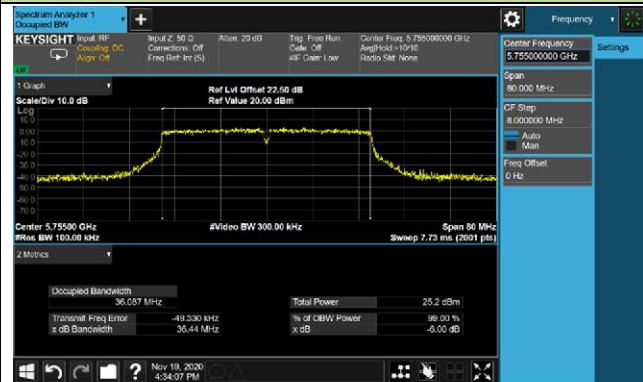 Spectrum Analyzer 1
Occupied BW
Frequency
KEYSIGHT
Input: RF
Coupling: DC
Align: Off
Input Z: 50 Ω
Corrections: Off
Freq Ref: Int (S)
Atten: 20 dB
Trig: Free Run
Gate: Off
#IF Gain: Low
Center Freq: 5.755000000 GHz
Avg|Hold:>10/10
Radio Std: None
Center Frequency
5.755000000 GHz
Settings
Span
80.000 MHz
CF Step
8.000000 MHz
Auto
Man
Freq Offset
0 Hz
1 Graph
Scale/Div 10.0 dB
Ref Lvl Offset 22.50 dB
Ref Value 20.00 dBm
Log
10.0
0.00
-10.0
-20.0
-30.0
-40.0
-50.0
-60.0
-70.0
Center 5.75500 GHz
#Video BW 300.00 kHz
Span 80 MHz
#Res BW 100.00 kHz
Sweep 7.73 ms (2001 pts)
2 Metrics
Occupied Bandwidth
36.087 MHz
Total Power
25.2 dBm
Transmit Freq Error
-49.330 kHz
% of OBW Power
99.00 %
x dB Bandwidth
36.44 MHz
x dB
-6.00 dB
Nov 19, 2020
4:34:07 PM